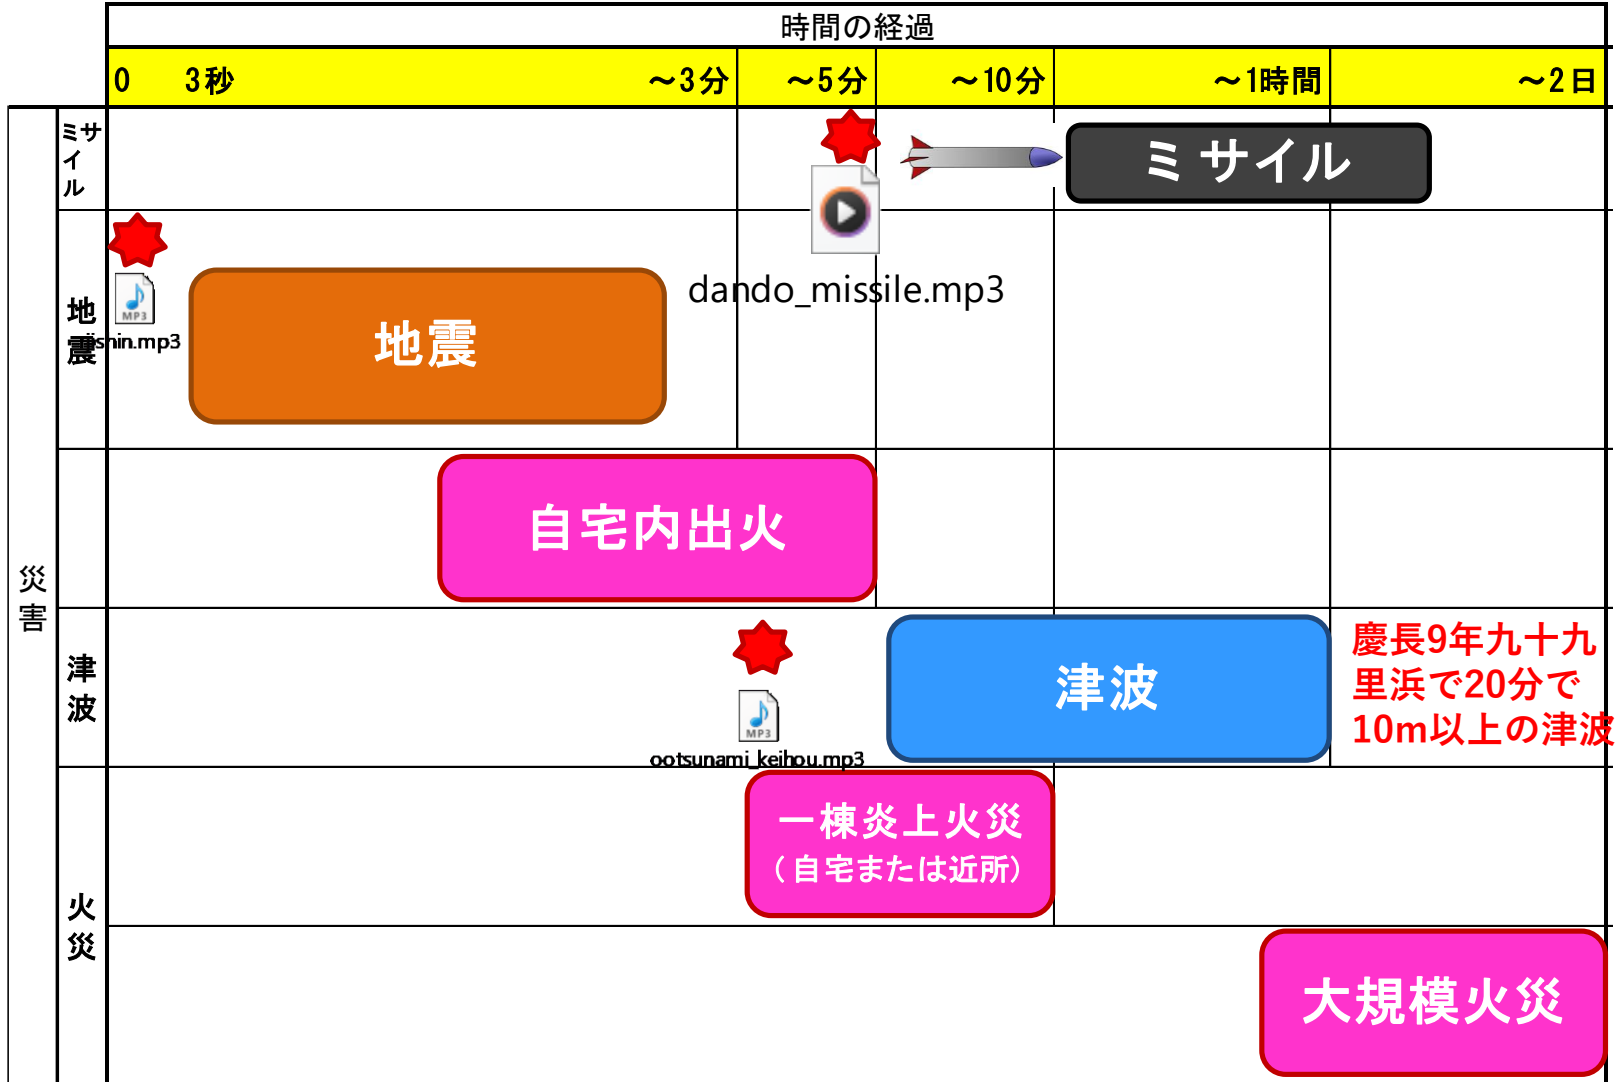 時間の経過
0 3秒 ～3分 ～5分 ～10分 ～1時間 ～2日
災害
ミサイル
ミサイル
dando_missile.mp3
地震
MP3
shin.mp3
地震
自宅内出火
津波
MP3
ootsunami_keihou.mp3
津波
慶長9年九十九
里浜で20分で
10m以上の津波
火災
一棟炎上火災
（自宅または近所）
大規模火災